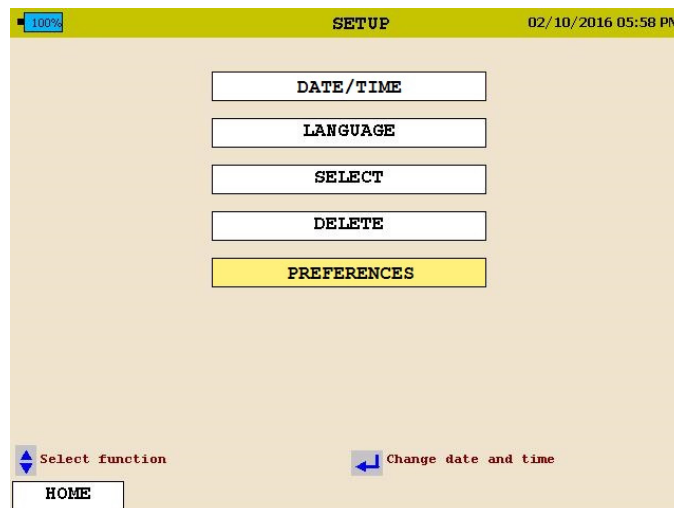 100% SETUP 02/10/2016 05:58 PM
DATE/TIME
LANGUAGE
SELECT
DELETE
PREFERENCES
Select function Change date and time
HOME